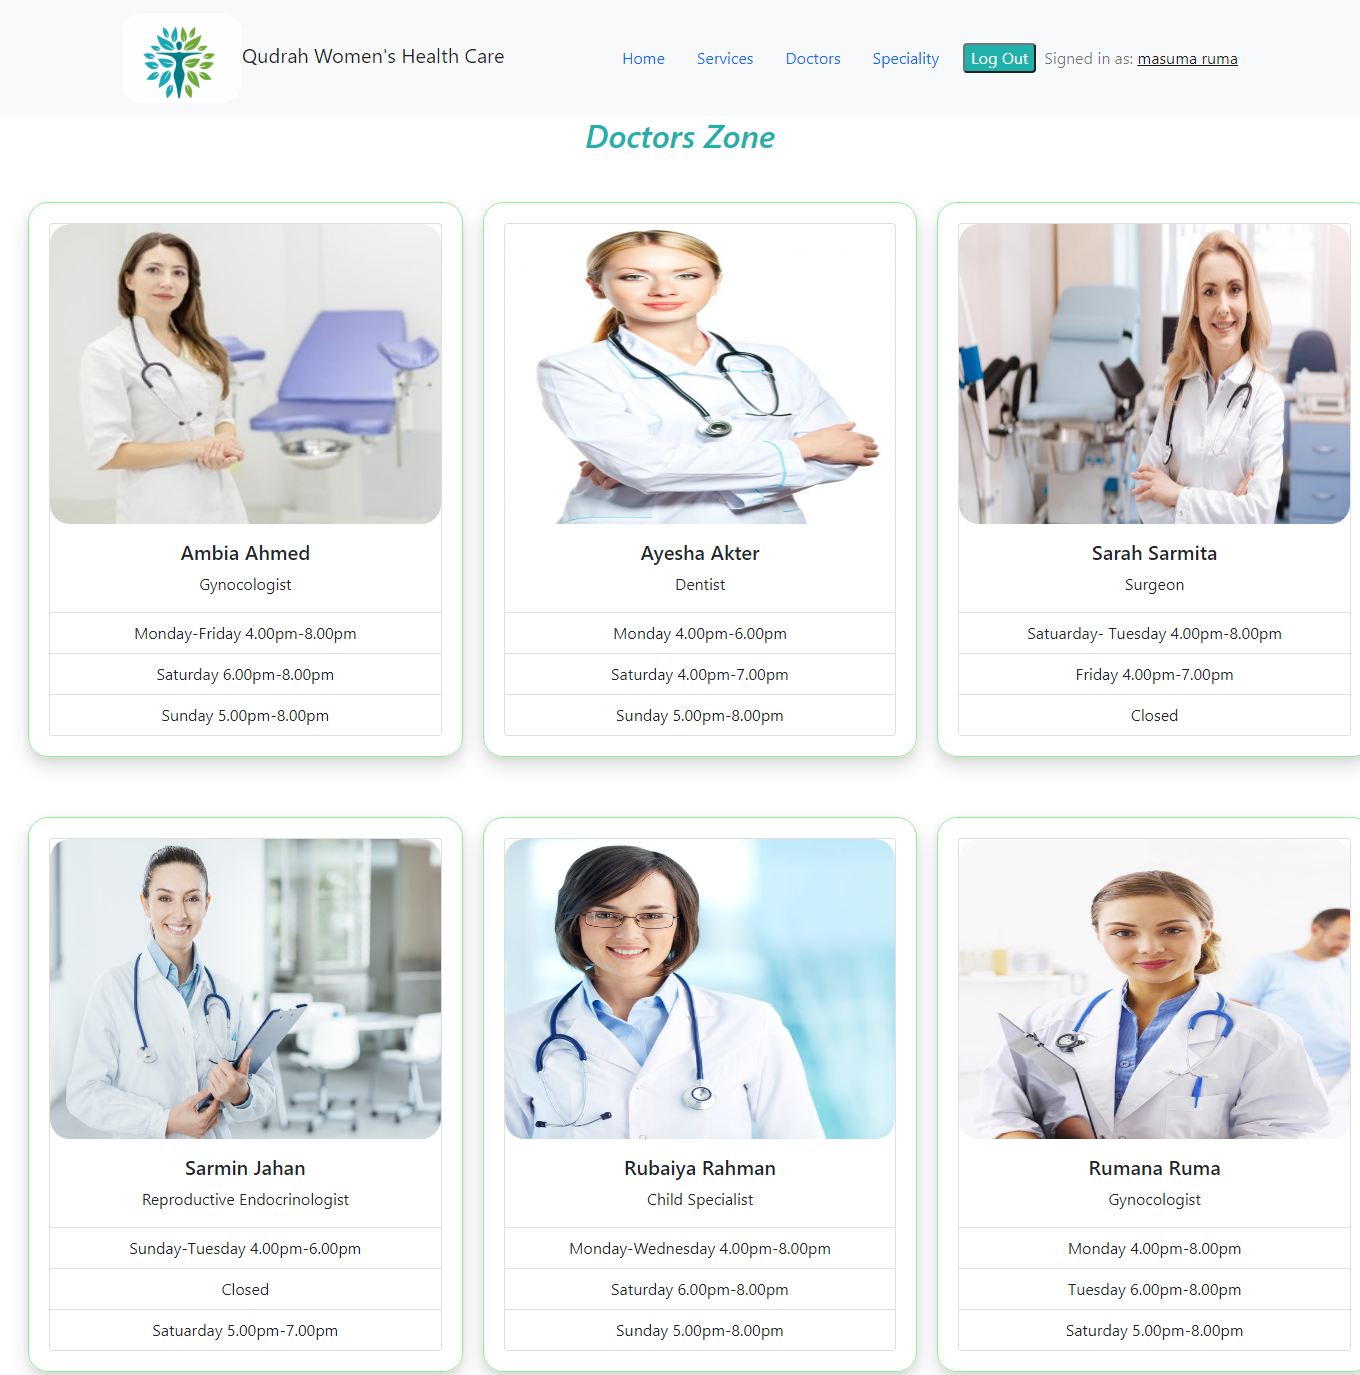 Qudrah Women's Health Care
Home Services Doctors Speciality Log Out Signed in as: masuma ruma
Doctors Zone
Ambia Ahmed
Gynocologist
Monday-Friday 4.00pm-8.00pm
Saturday 6.00pm-8.00pm
Sunday 5.00pm-8.00pm
Ayesha Akter
Dentist
Monday 4.00pm-6.00pm
Saturday 4.00pm-7.00pm
Sunday 5.00pm-8.00pm
Sarah Sarmita
Surgeon
Satuarday- Tuesday 4.00pm-8.00pm
Friday 4.00pm-7.00pm
Closed
Sarmin Jahan
Reproductive Endocrinologist
Sunday-Tuesday 4.00pm-6.00pm
Closed
Satuarday 5.00pm-7.00pm
Rubaiya Rahman
Child Specialist
Monday-Wednesday 4.00pm-8.00pm
Saturday 6.00pm-8.00pm
Sunday 5.00pm-8.00pm
Rumana Ruma
Gynocologist
Monday 4.00pm-8.00pm
Tuesday 6.00pm-8.00pm
Saturday 5.00pm-8.00pm